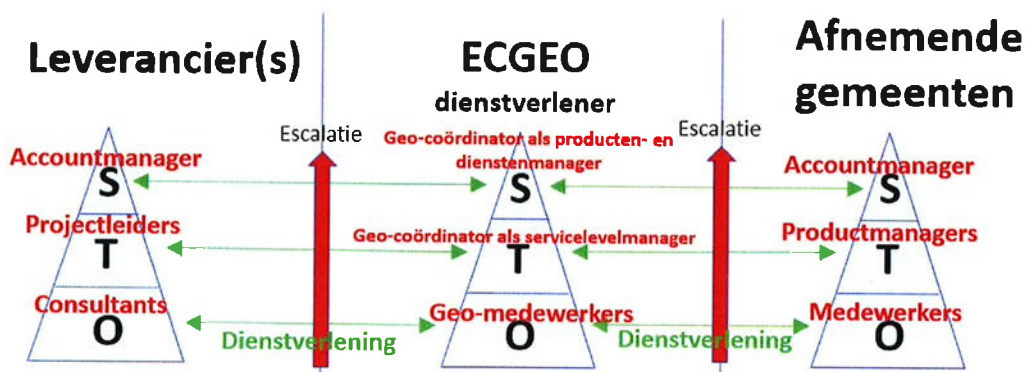 Leverancier(s)
ECGEO
dienstverlener
Afnemende
gemeenten
Escalatie
Escalatie
Geo-coördinator als producten- en
dienstenmanager
Accountmanager
Accountmanager
S
S
S
Projectleiders
Geo-coördinator als servicelevelmanager
Productmanagers
T
T
T
Consultants
Geo-medewerkers
Medewerkers
O
O
O
Dienstverlening
Dienstverlening